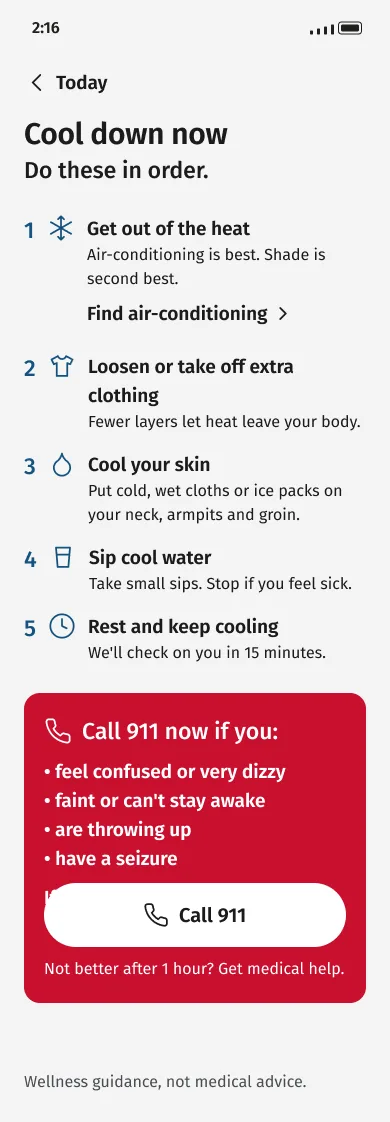 2:16
Today
Cool down now
Do these in order.
1 Get out of the heat
Air-conditioning is best. Shade is
second best.
Find air-conditioning
2 Loosen or take off extra
clothing
Fewer layers let heat leave your body.
3 Cool your skin
Put cold, wet cloths or ice packs on
your neck, armpits and groin.
4 Sip cool water
Take small sips. Stop if you feel sick.
5 Rest and keep cooling
We'll check on you in 15 minutes.
Call 911 now if you:
• feel confused or very dizzy
• faint or can't stay awake
• are throwing up
• have a seizure
Call 911
Not better after 1 hour? Get medical help.
Wellness guidance, not medical advice.